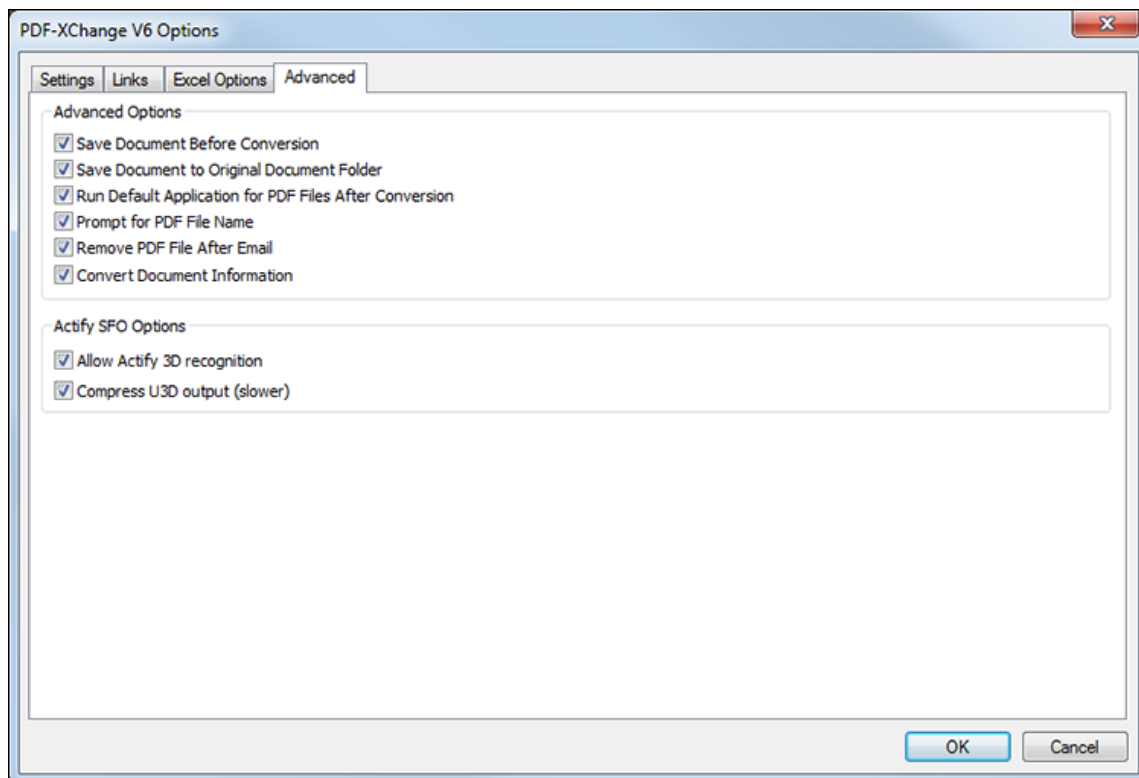 PDF-XChange V6 Options
Settings Links Excel Options Advanced
Advanced Options
Save Document Before Conversion
Save Document to Original Document Folder
Run Default Application for PDF Files After Conversion
Prompt for PDF File Name
Remove PDF File After Email
Convert Document Information
Actify SFO Options
Allow Actify 3D recognition
Compress U3D output (slower)
OK Cancel